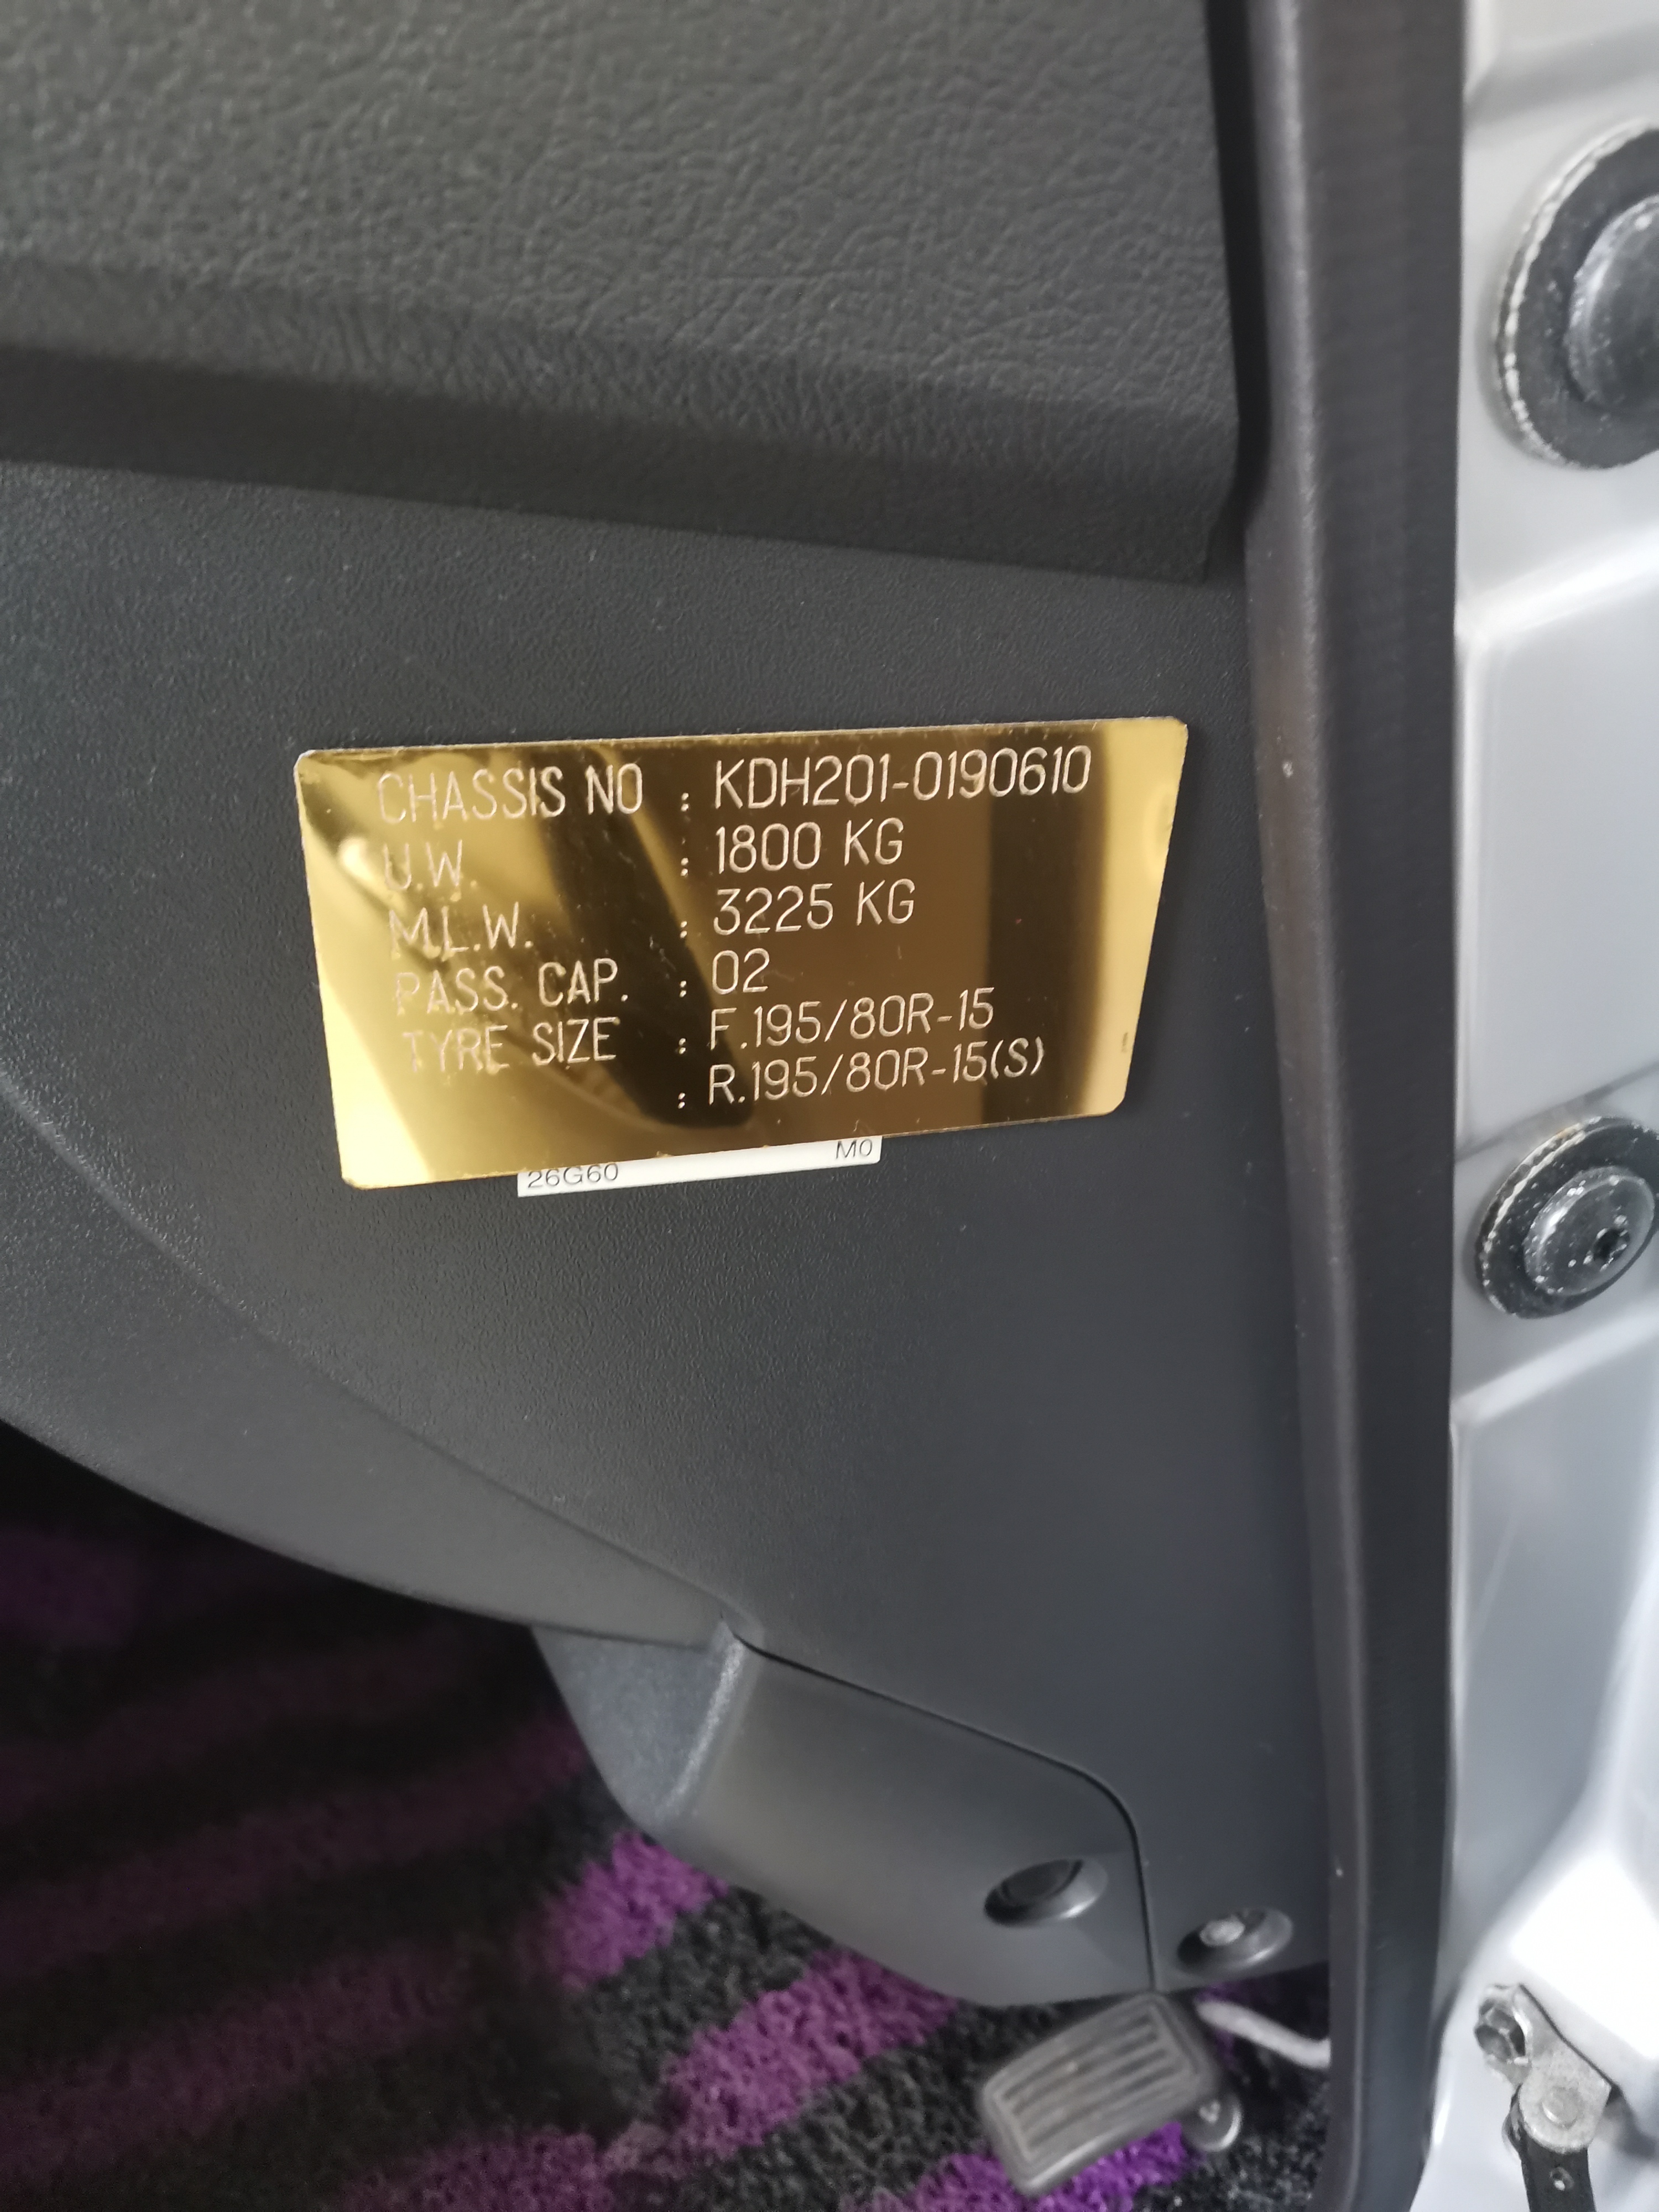 CHASSIS NO : KDH201-0190610
U.W. : 1800 KG
M.L.W. : 3225 KG
PASS. CAP. : 02
TYRE SIZE : F.195/80R-15
: R.195/80R-15(S)
M0
26G60